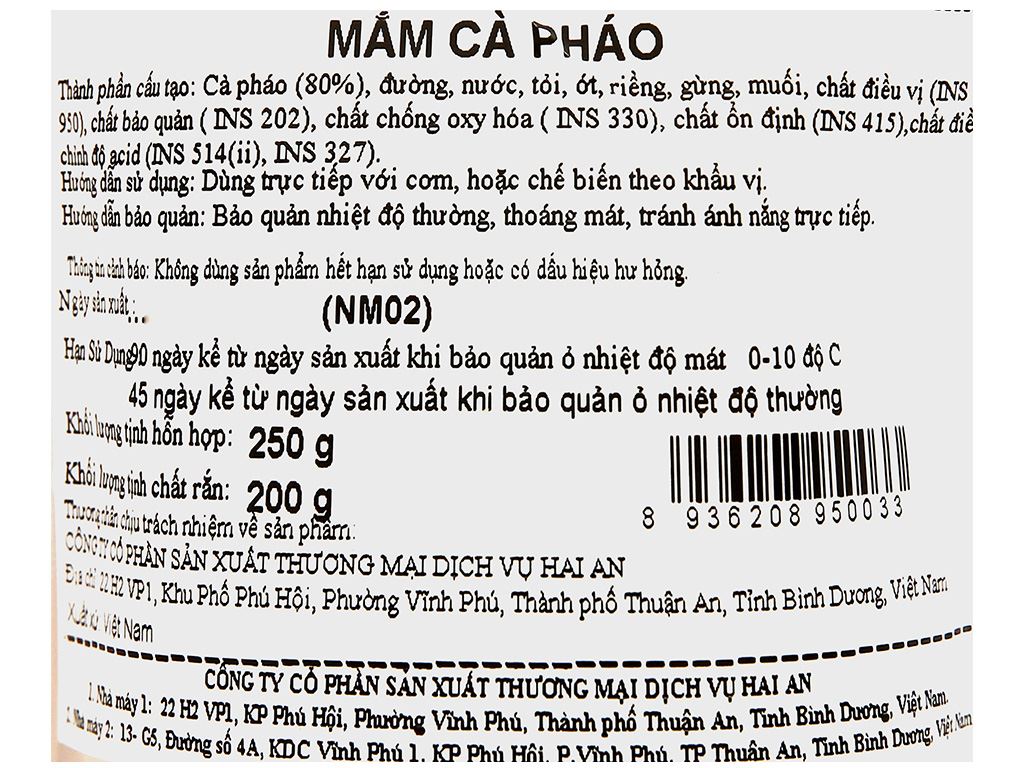 MẮM CÀ PHÁO
Thành phần cấu tạo: Cà pháo (80%), đường, nước, tỏi, ớt, riềng, gừng, muối, chất điều vị (INS
950), chất bảo quản ( INS 202), chất chống oxy hóa ( INS 330), chất ổn định (INS 415),chất điề
chỉnh độ acid (INS 514(ii), INS 327).
Hướng dẫn sử dụng: Dùng trực tiếp với cơm, hoặc chế biến theo khẩu vị.
Hướng dẫn bảo quản: Bảo quản nhiệt độ thường, thoáng mát, tránh ánh nắng trực tiếp.
Thông tin cảnh báo: Không dùng sản phẩm hết hạn sử dụng hoặc có dấu hiệu hư hỏng.
Ngày sản xuất :
(NM02)
Hạn Sử Dụng 90 ngày kể từ ngày sản xuất khi bảo quản ở nhiệt độ mát 0-10 độ C
45 ngày kể từ ngày sản xuất khi bảo quản ở nhiệt độ thường
Khối lượng tịnh hỗn hợp: 250 g
Khối lượng tịnh chất rắn: 200 g
8 936208 950033
Thương nhân chịu trách nhiệm về sản phẩm:
CÔNG TY CỔ PHẦN SẢN XUẤT THƯƠNG MẠI DỊCH VỤ HAI AN
Địa chỉ 22 H2 VP1, Khu Phố Phú Hội, Phường Vĩnh Phú, Thành phố Thuận An, Tỉnh Bình Dương, Việt Nam
Xuất xứ: Việt Nam
CÔNG TY CỔ PHẦN SẢN XUẤT THƯƠNG MẠI DỊCH VỤ HAI AN
1. Nhà máy 1: 22 H2 VP1, KP Phú Hội, Phường Vĩnh Phú, Thành phố Thuận An, Tỉnh Bình Dương, Việt Nam.
2. Nhà máy 2: 13- G5, Đường số 4A, KDC Vĩnh Phú 1, KP Phú Hội, P.Vĩnh Phú, TP Thuận An, Tỉnh Bình Dương, Việt Nam